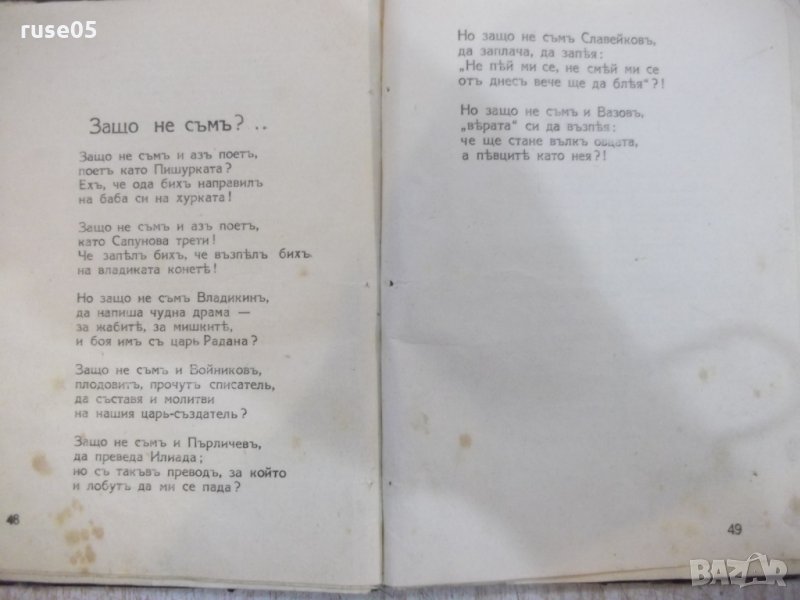 ruse05
Защо не съмъ? ..
Защо не съмъ и азъ поетъ,
поетъ като Пишурката?
Ехъ, че ода бихъ направилъ
на баба си на хурката!
Защо не съмъ и азъ поетъ,
като Сапунова трети!
Че запѣлъ бихъ, че възпѣлъ бихъ
на владиката конетѣ!
Но защо не съмъ Владикинъ,
да напиша чудна драма —
за жабитѣ, за мишкитѣ,
и боя имъ съ царь Радана?
Защо не съмъ и Войниковъ,
плодовитъ, прочутъ списатель,
да съставя и молитви
на нашия царь-създатель?
Защо не съмъ и Пърличевъ,
да преведа Илиада;
но съ такъвъ преводъ, за който
и лобутъ да ми се пада?
48
Но защо не съмъ Славейковъ,
да заплача, да запѣя:
„Не пѣй ми се, не смѣй ми се
отъ днесъ вече ще да блѣя“?!
Но защо не съмъ и Вазовъ,
„вѣрата“ си да възпѣя:
че ще стане вълкъ овцата,
а пѣвците като нея?!
49
BAZAR